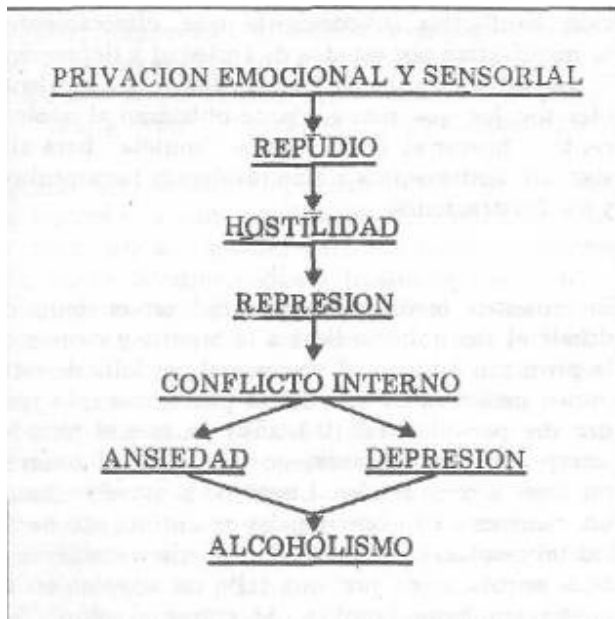 PRIVACION EMOCIONAL Y SENSORIAL
REPUDIO
HOSTILIDAD
REPRESION
CONFLICTO INTERNO
ANSIEDAD DEPRESION
ALCOHOLISMO